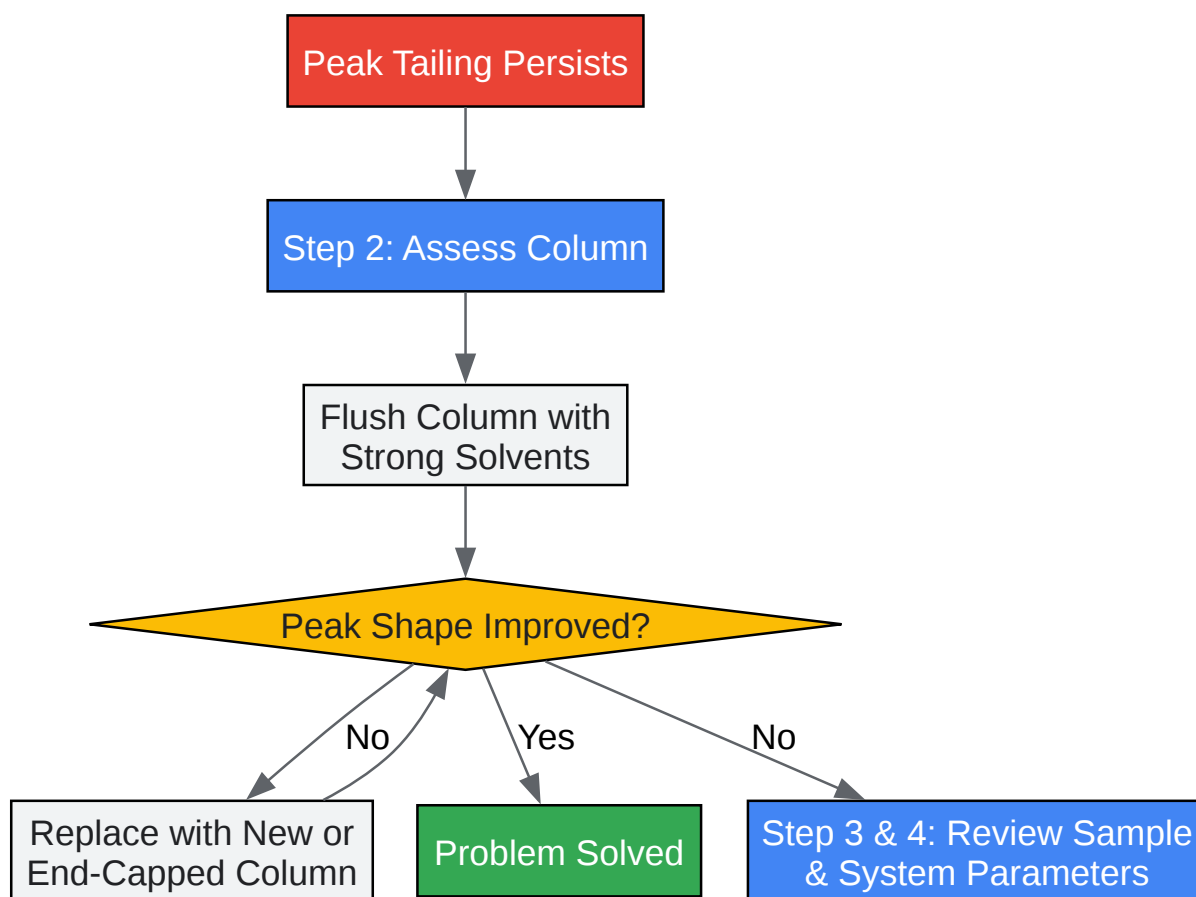 Peak Tailing Persists
Step 2: Assess Column
Flush Column with
Strong Solvents
Peak Shape Improved?
No
Yes
No
Replace with New or
End-Capped Column
Problem Solved
Step 3 & 4: Review Sample
& System Parameters